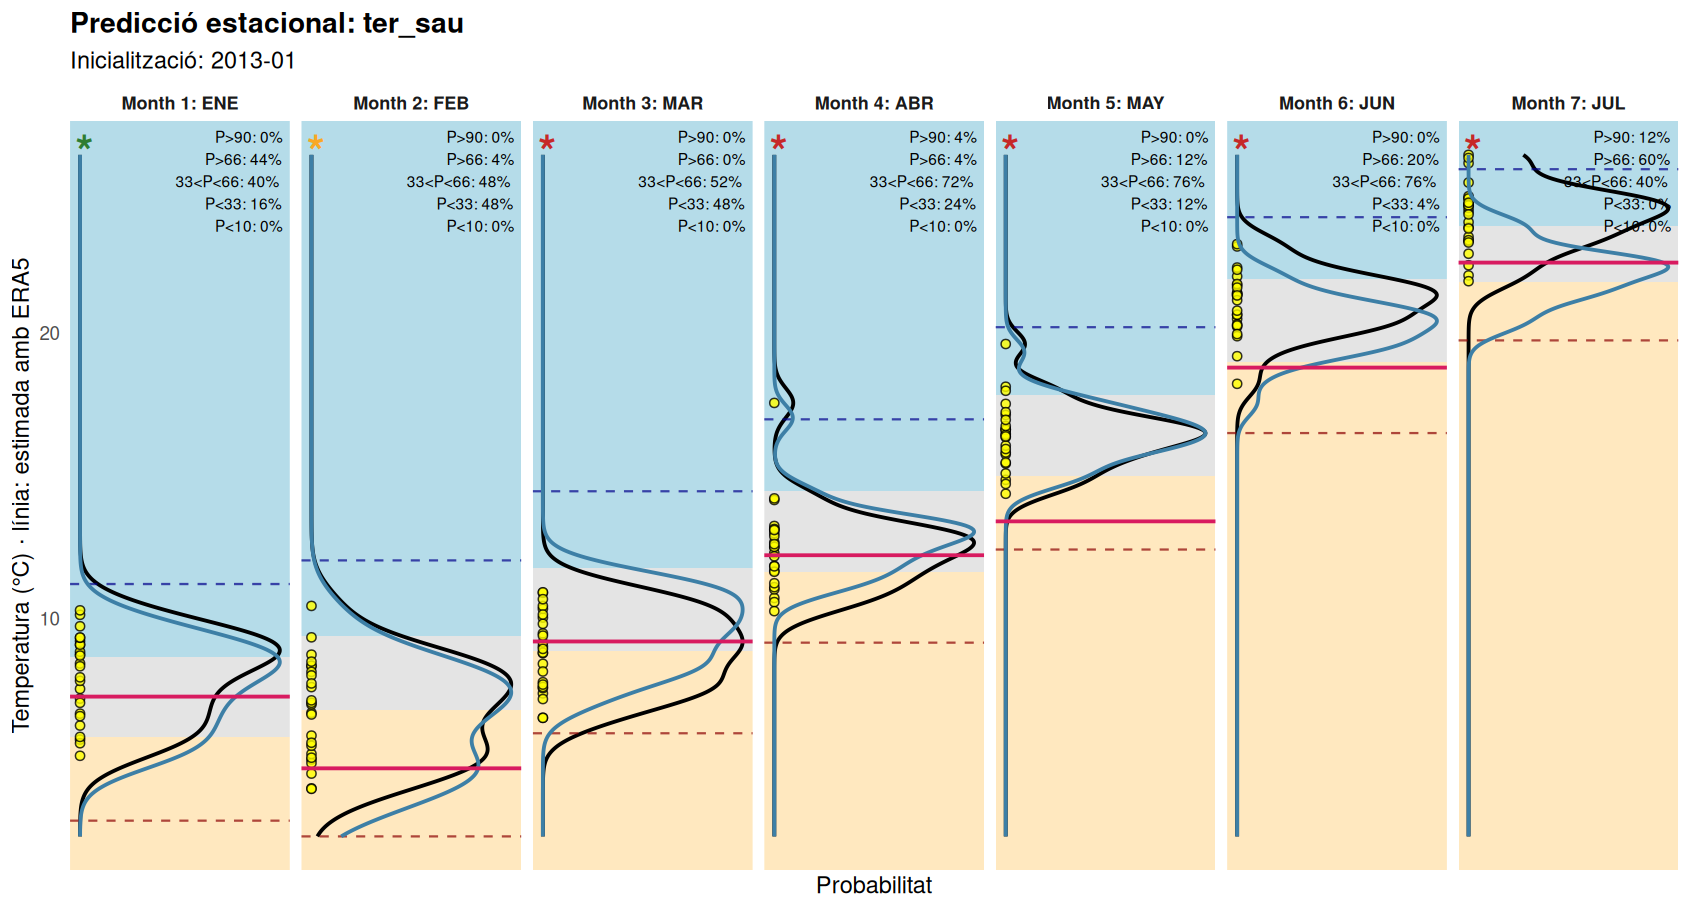 Predicció estacional: ter_sau
Inicialització: 2013-01
Month 1: ENE
Month 2: FEB
Month 3: MAR
Month 4: ABR
Month 5: MAY
Month 6: JUN
Month 7: JUL
*
P>90: 0%
P>66: 44%
33<P<66: 40%
P<33: 16%
P<10: 0%
*
P>90: 0%
P>66: 4%
33<P<66: 48%
P<33: 48%
P<10: 0%
*
P>90: 0%
P>66: 0%
33<P<66: 52%
P<33: 48%
P<10: 0%
*
P>90: 4%
P>66: 4%
33<P<66: 72%
P<33: 24%
P<10: 0%
*
P>90: 0%
P>66: 12%
33<P<66: 76%
P<33: 12%
P<10: 0%
*
P>90: 0%
P>66: 20%
33<P<66: 76%
P<33: 4%
P<10: 0%
*
P>90: 12%
P>66: 60%
33<P<66: 40%
P<33: 0%
P<10: 0%
Temperatura (°C) · línia: estimada amb ERA5
20
10
Probabilitat